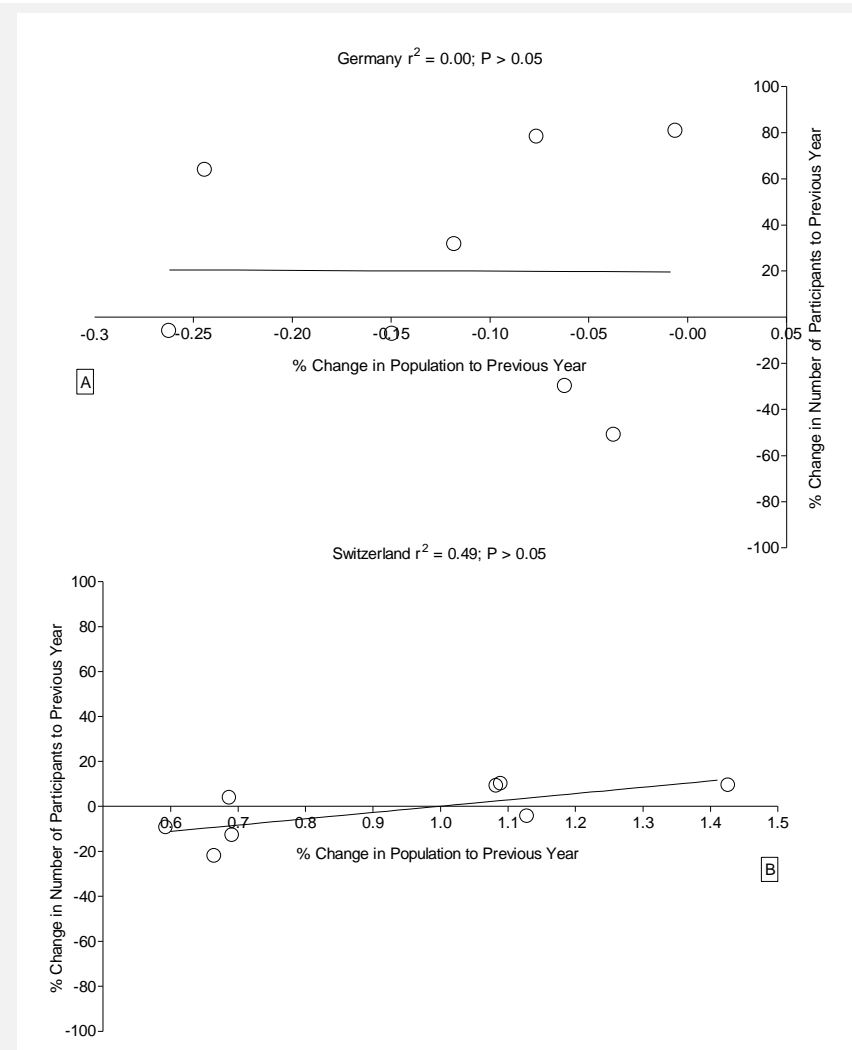 Germany r² = 0.00; P > 0.05
100
80
60
40
20
-0.3 -0.25 -0.20 -0.15 -0.10 -0.05 -0.00 0.05
-20
-40
-60
-80
-100
% Change in Population to Previous Year
% Change in Number of Participants to Previous Year
A
Switzerland r² = 0.49; P > 0.05
100
80
60
40
20
0
-20
-40
-60
-80
-100
0.6 0.7 0.8 0.9 1.0 1.1 1.2 1.3 1.4 1.5
% Change in Population to Previous Year
% Change in Number of Participants to Previous Year
B